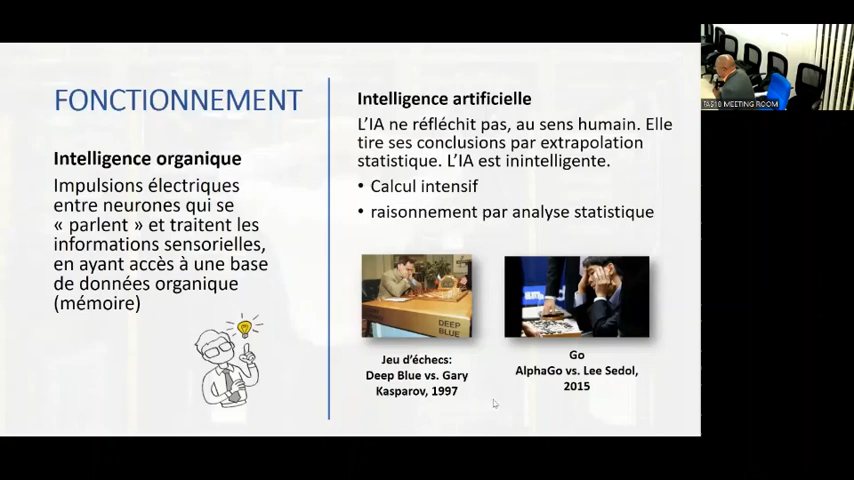 FONCTIONNEMENT
Intelligence organique
Impulsions électriques
entre neurones qui se
« parlent » et traitent les
informations sensorielles,
en ayant accès à une base
de données organique
(mémoire)
Intelligence artificielle
L’IA ne réfléchit pas, au sens humain. Elle
tire ses conclusions par extrapolation
statistique. L’IA est inintelligente.
• Calcul intensif
• raisonnement par analyse statistique
DEEP
BLUE
Jeu d’échecs:
Deep Blue vs. Gary
Kasparov, 1997
Go
AlphaGo vs. Lee Sedol,
2015
MEETING ROOM